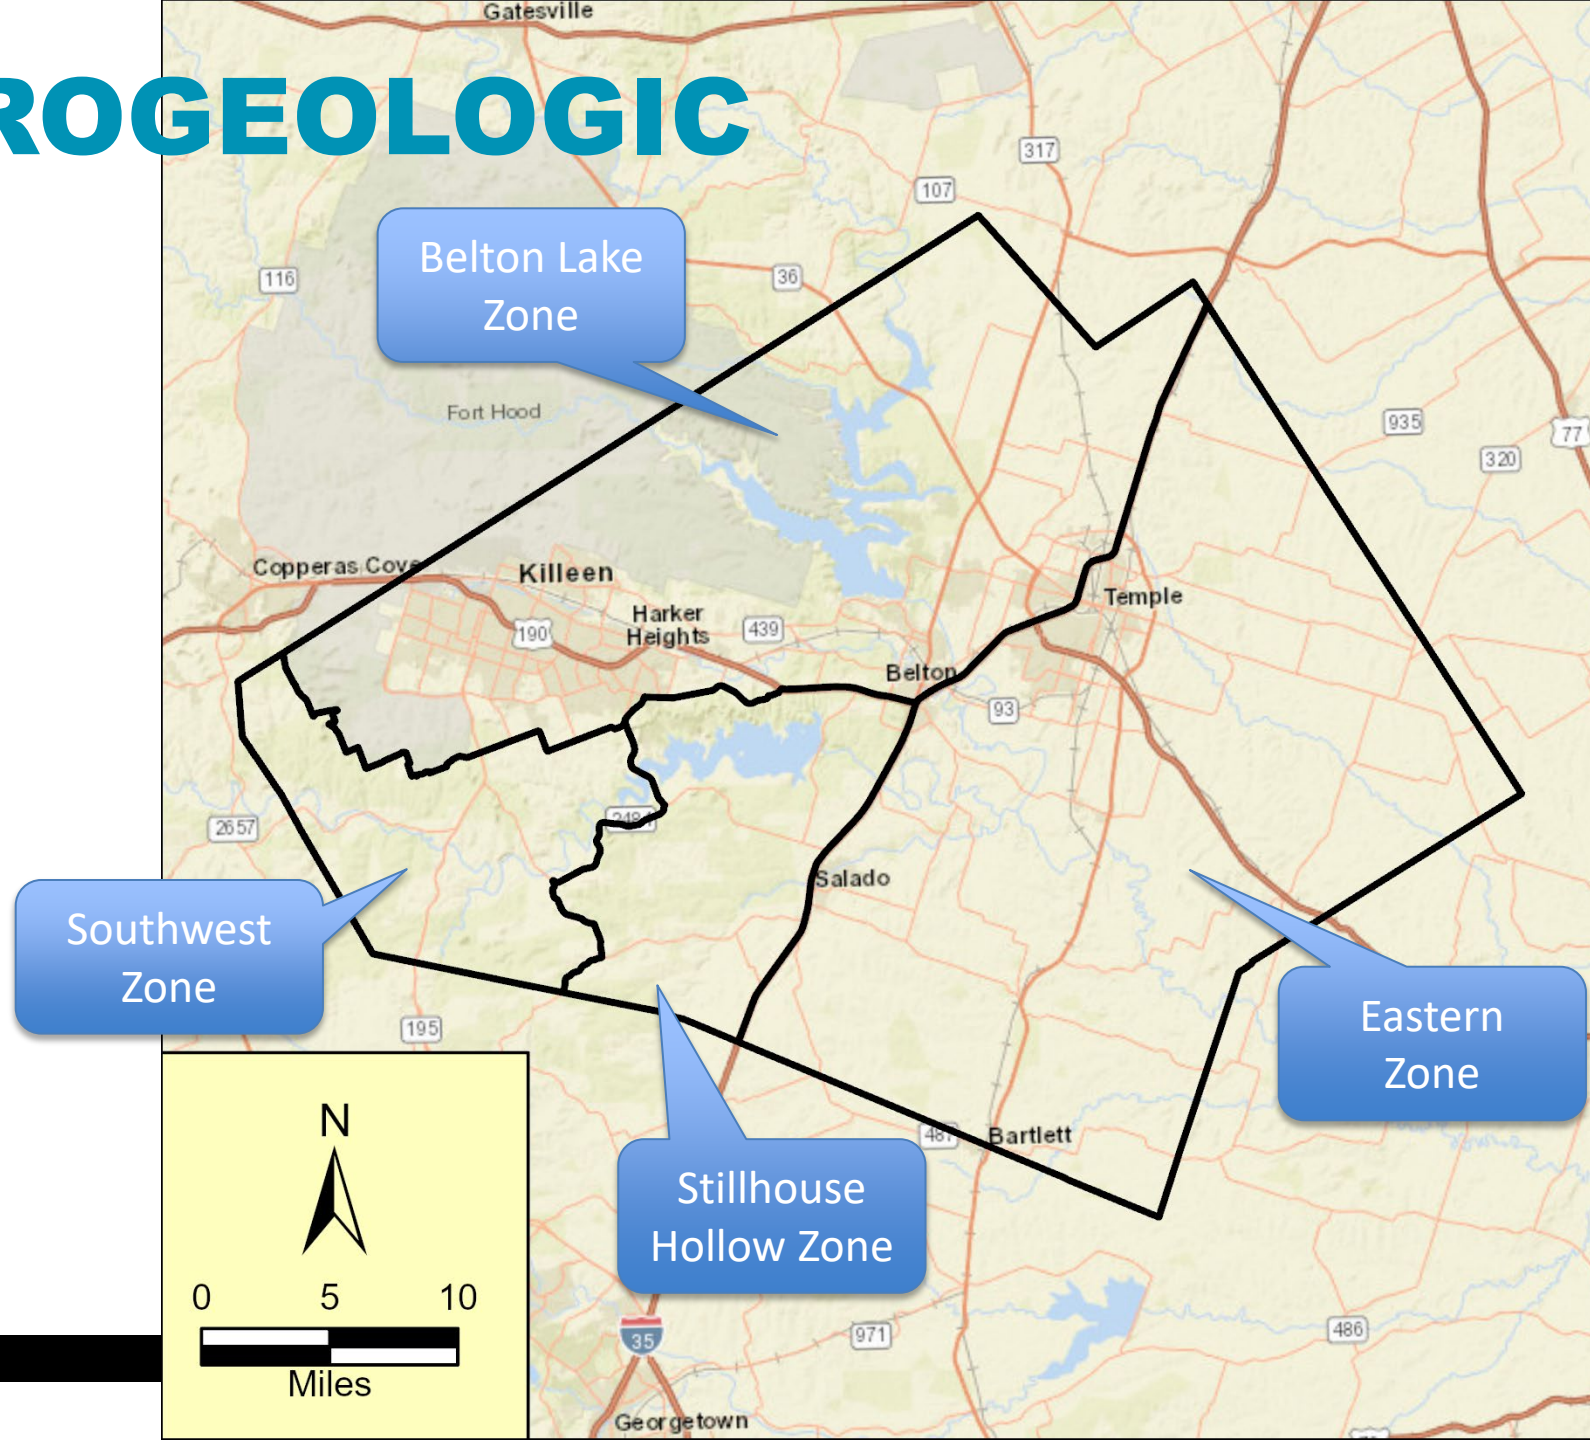 Gatesville
ROGEOLOGIC
317
107
Belton Lake
Zone
116
36
Fort Hood
935
77
320
Copperas Cove
Killeen
Temple
Harker
Heights
439
190
Belton
93
2657
Salado
Southwest
Zone
195
Eastern
Zone
487
Bartlett
Stillhouse
Hollow Zone
N
0 5 10
Miles
35
971
486
Georgetown